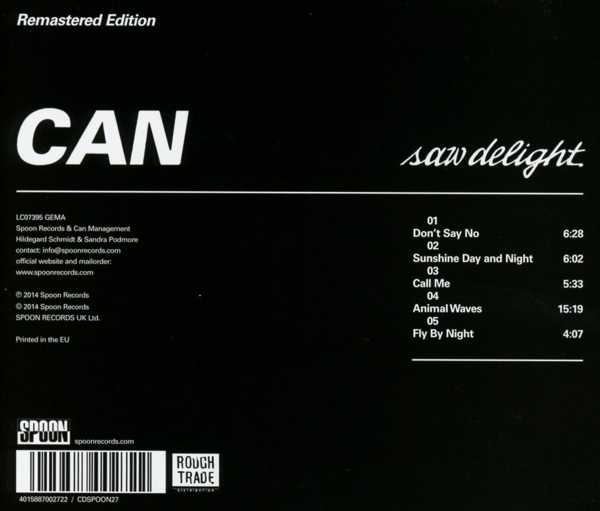 Remastered Edition
CAN
saw delight
LC07395 GEMA
Spoon Records & Can Management
Hildegard Schmidt & Sandra Podmore
contact: info@spoonrecords.com
official website and mailorder:
www.spoonrecords.com
℗ 2014 Spoon Records
© 2014 Spoon Records
SPOON RECORDS UK Ltd.
Printed in the EU
01
Don't Say No 6:28
02
Sunshine Day and Night 6:02
03
Call Me 5:33
04
Animal Waves 15:19
05
Fly By Night 4:07
SPOON spoonrecords.com
ROUGH
TRADE
DISTRIBUTION
4015887002722 / CDSPOON27